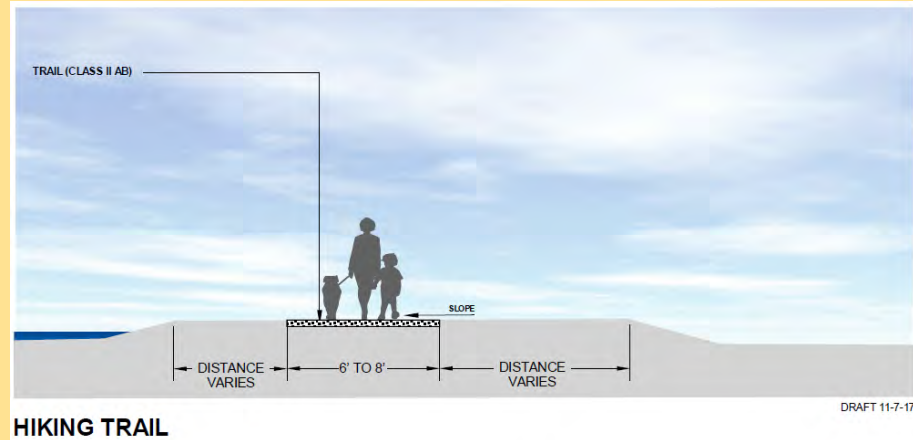 TRAIL (CLASS II AB)
SLOPE
DISTANCE
VARIES
6' TO 8'
DISTANCE
VARIES
DRAFT 11-7-17
HIKING TRAIL